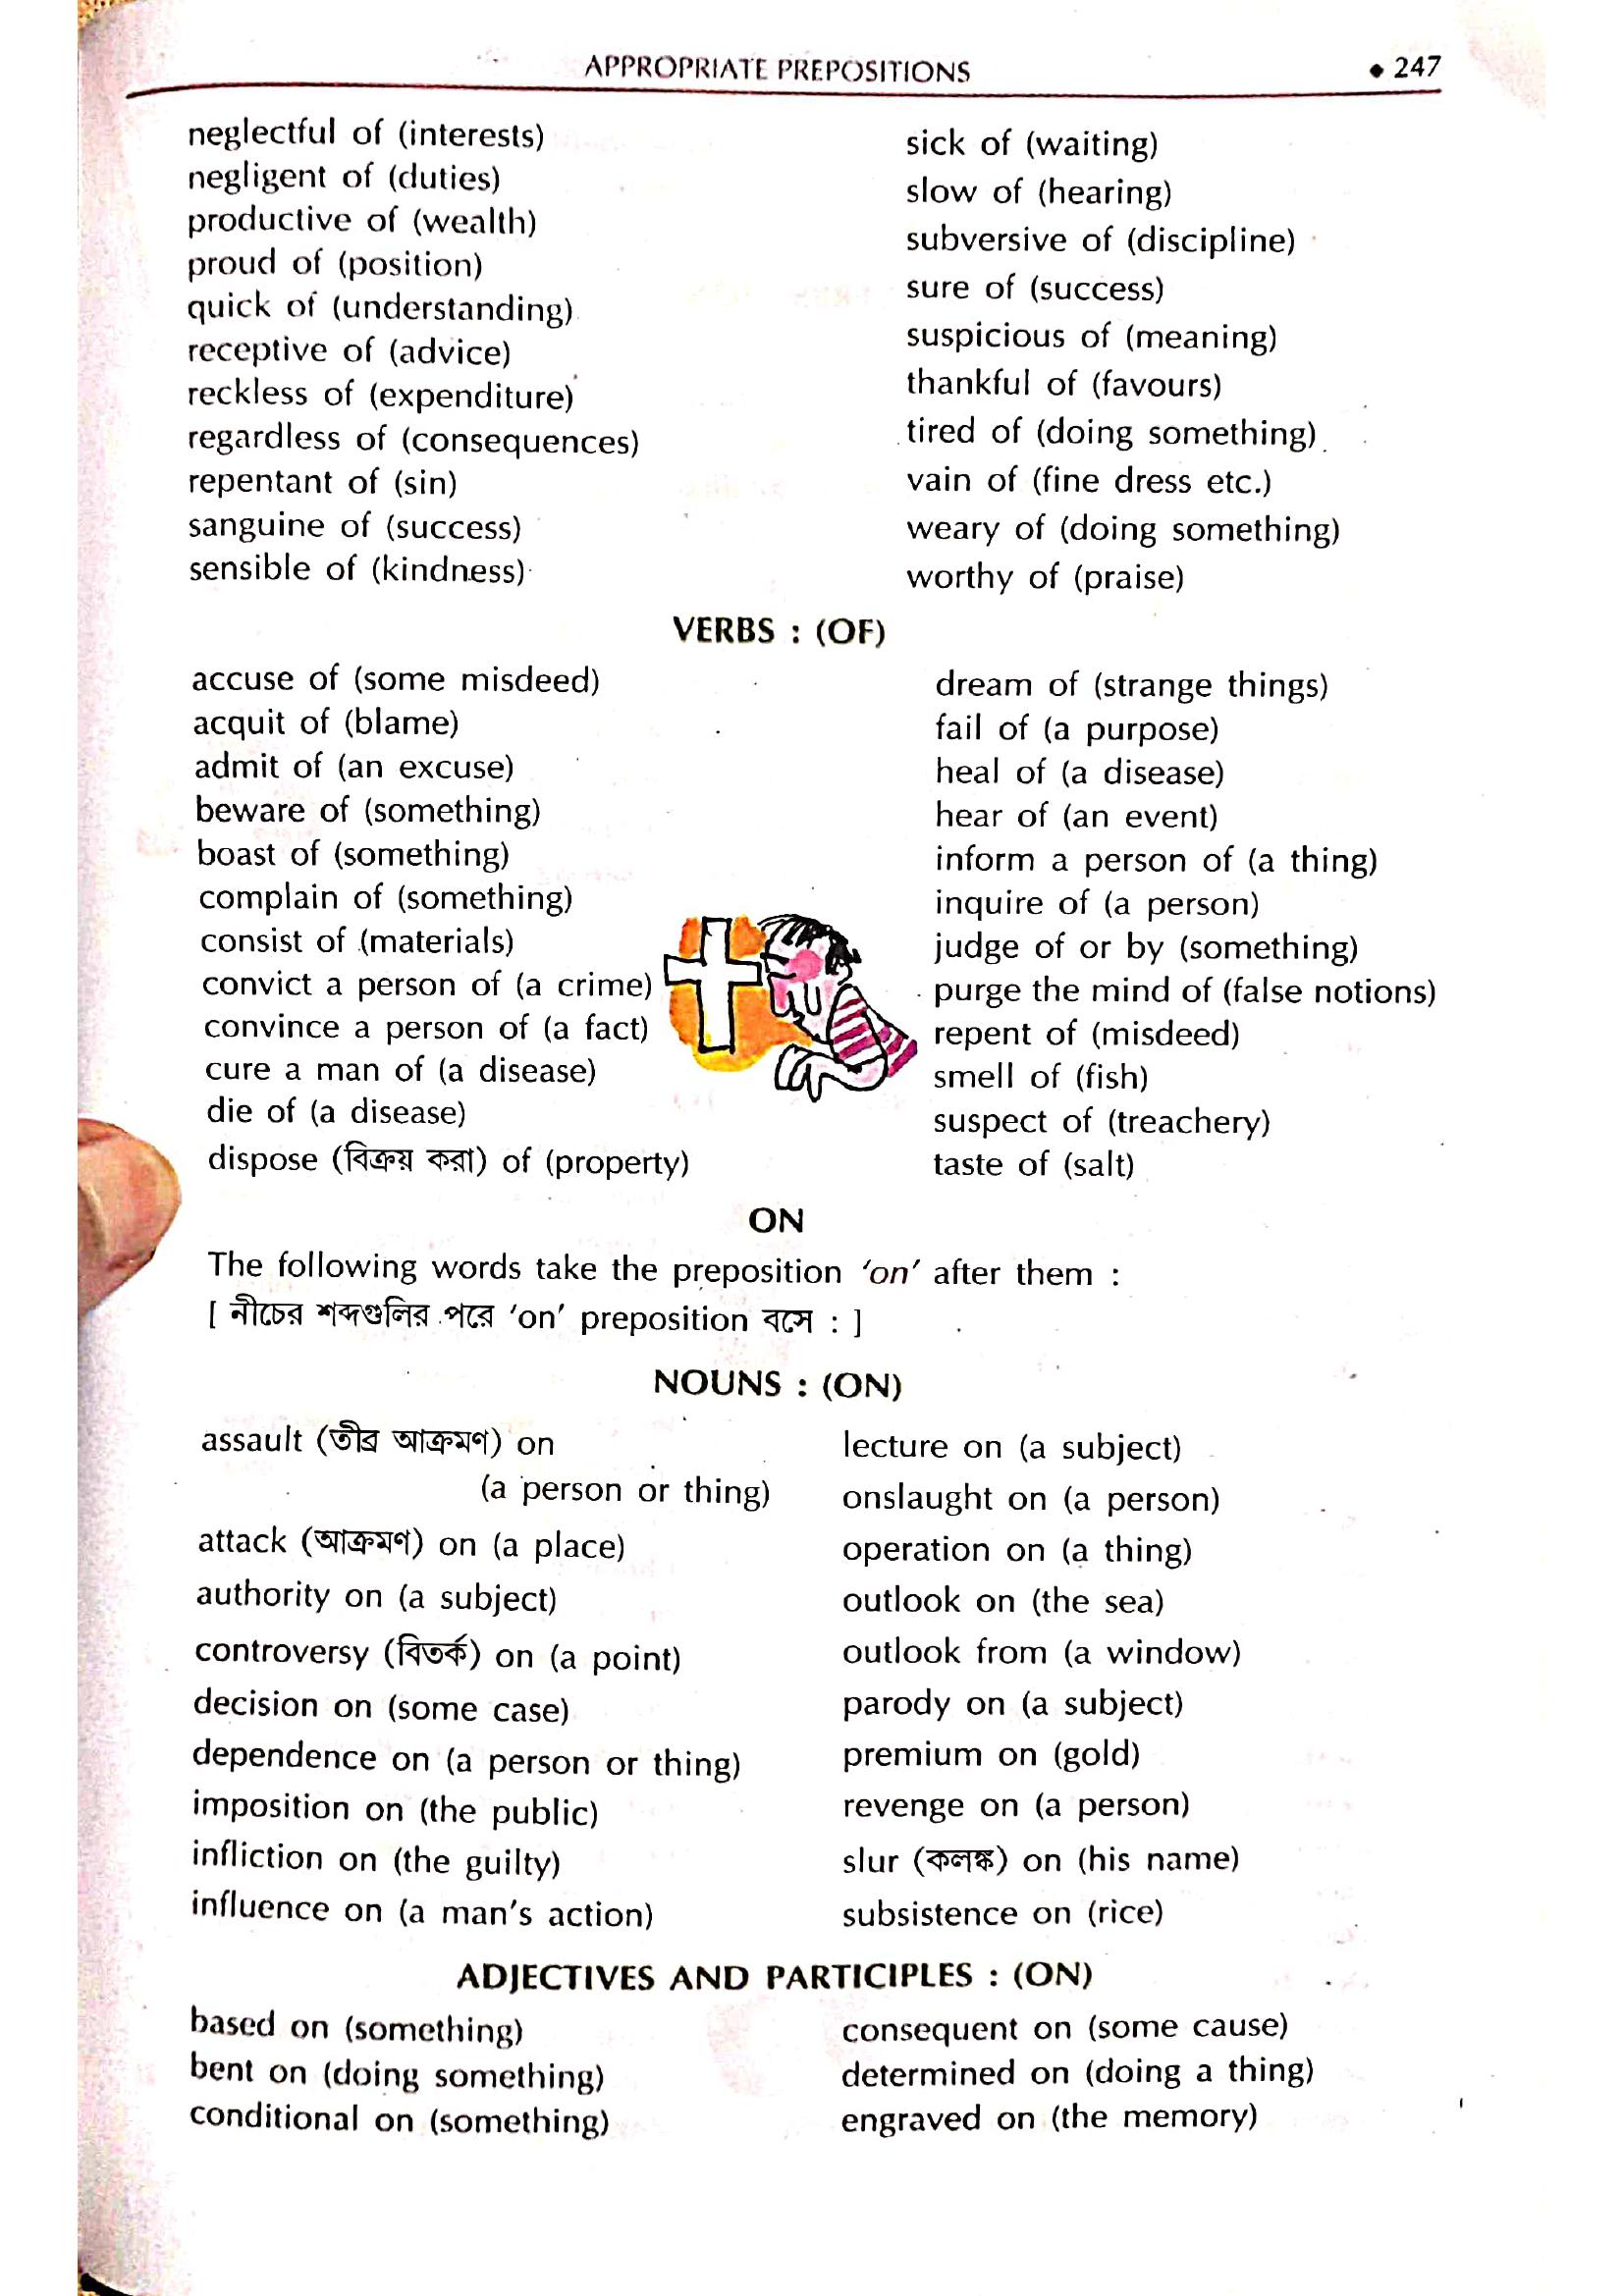 APPROPRIATE PREPOSITIONS ◆ 247
neglectful of (interests)
negligent of (duties)
productive of (wealth)
proud of (position)
quick of (understanding)
receptive of (advice)
reckless of (expenditure)
regardless of (consequences)
repentant of (sin)
sanguine of (success)
sensible of (kindness)
sick of (waiting)
slow of (hearing)
subversive of (discipline)
sure of (success)
suspicious of (meaning)
thankful of (favours)
tired of (doing something)
vain of (fine dress etc.)
weary of (doing something)
worthy of (praise)
VERBS : (OF)
accuse of (some misdeed)
acquit of (blame)
admit of (an excuse)
beware of (something)
boast of (something)
complain of (something)
consist of (materials)
convict a person of (a crime)
convince a person of (a fact)
cure a man of (a disease)
die of (a disease)
dispose (বিক্রয় করা) of (property)
dream of (strange things)
fail of (a purpose)
heal of (a disease)
hear of (an event)
inform a person of (a thing)
inquire of (a person)
judge of or by (something)
purge the mind of (false notions)
repent of (misdeed)
smell of (fish)
suspect of (treachery)
taste of (salt)
ON
The following words take the preposition ‘on’ after them :
[ নীচের শব্দগুলির পরে ‘on’ preposition বসে : ]
NOUNS : (ON)
assault (তীব্র আক্রমণ) on
(a person or thing)
attack (আক্রমণ) on (a place)
authority on (a subject)
controversy (বিতর্ক) on (a point)
decision on (some case)
dependence on (a person or thing)
imposition on (the public)
infliction on (the guilty)
influence on (a man’s action)
lecture on (a subject)
onslaught on (a person)
operation on (a thing)
outlook on (the sea)
outlook from (a window)
parody on (a subject)
premium on (gold)
revenge on (a person)
slur (কলঙ্ক) on (his name)
subsistence on (rice)
ADJECTIVES AND PARTICIPLES : (ON)
based on (something)
bent on (doing something)
conditional on (something)
consequent on (some cause)
determined on (doing a thing)
engraved on (the memory)